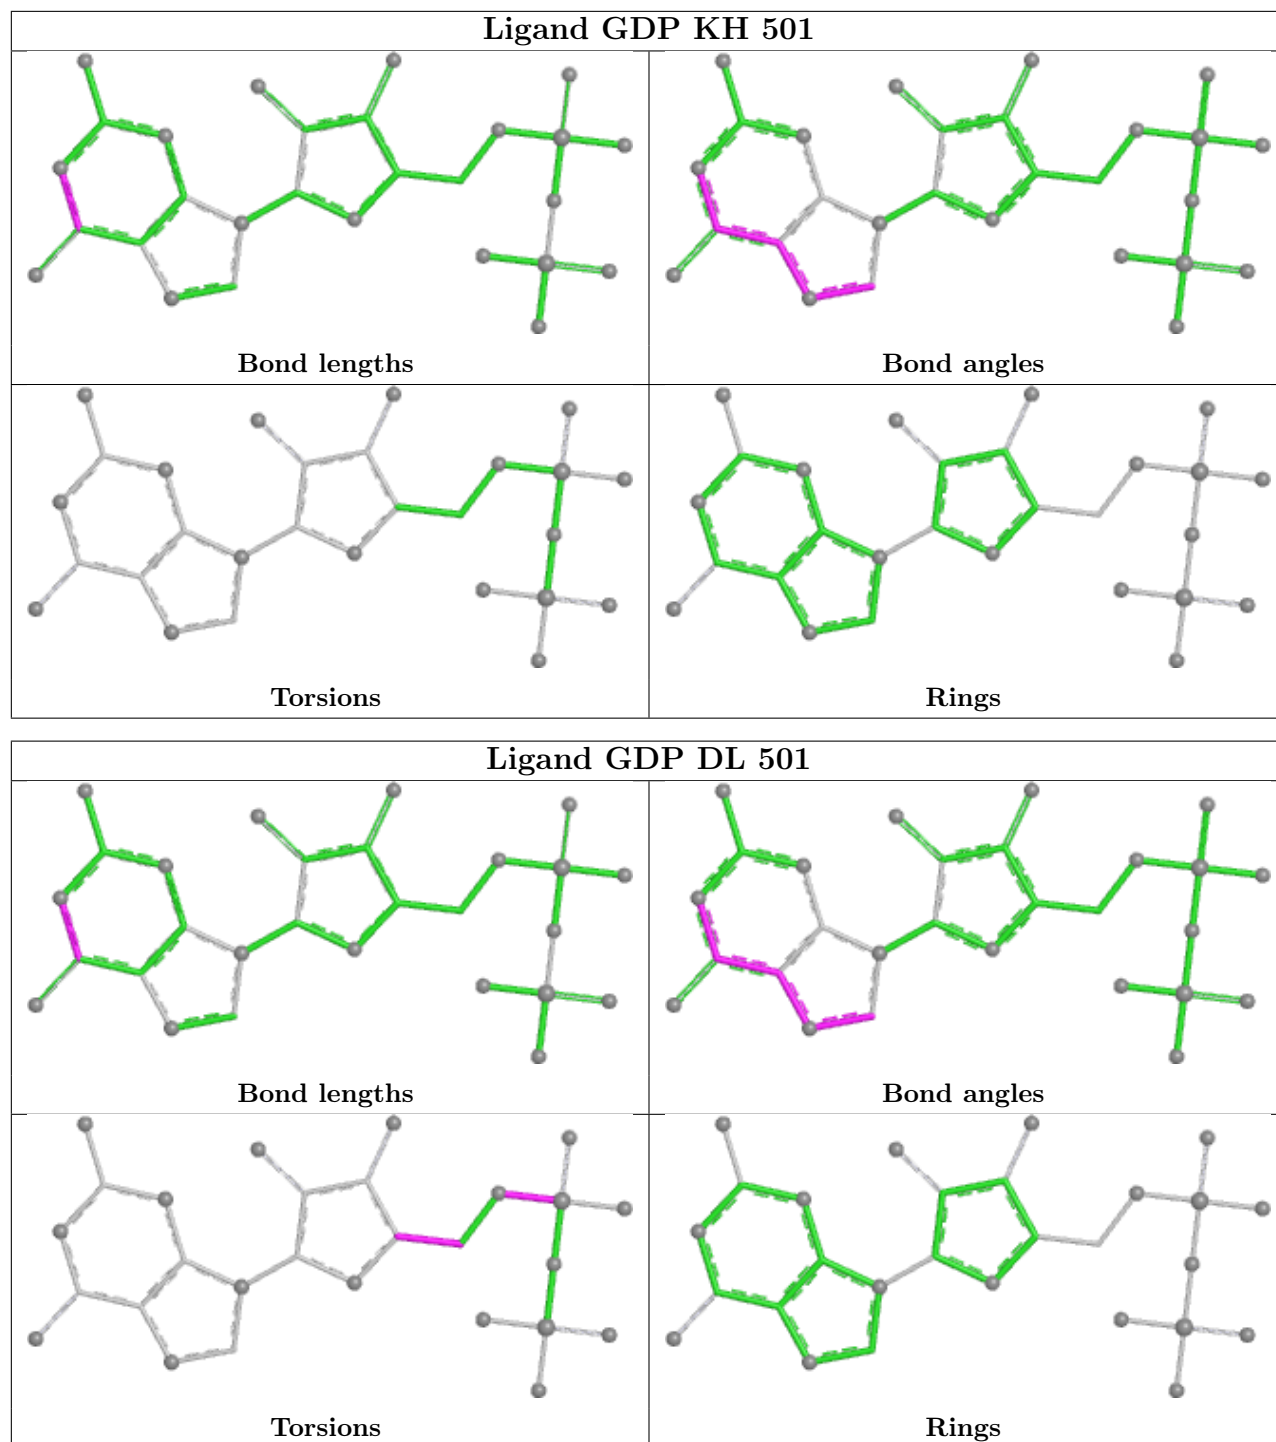 Ligand GDP KH 501
Bond lengths
Bond angles
Torsions
Rings
Ligand GDP DL 501
Bond lengths
Bond angles
Torsions
Rings